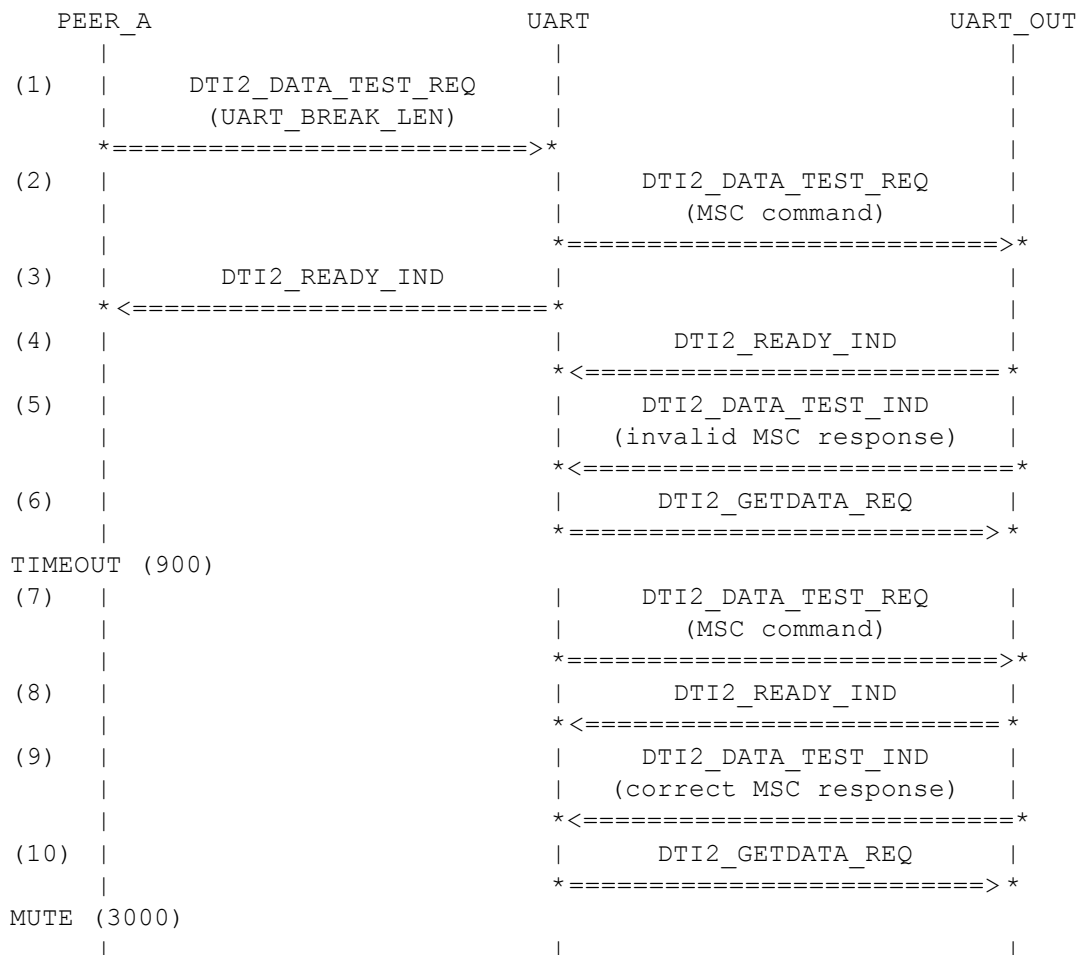 PEER_A UART UART_OUT
| | |
(1) | DTI2_DATA_TEST_REQ | |
| (UART_BREAK_LEN) | |
*==========================>* |
(2) | | DTI2_DATA_TEST_REQ |
| | (MSC command) |
| *===========================>*
(3) | DTI2_READY_IND | |
*<==========================* |
(4) | | DTI2_READY_IND |
| *<==========================*
(5) | | DTI2_DATA_TEST_IND |
| | (invalid MSC response) |
| *<===========================*
(6) | | DTI2_GETDATA_REQ |
| *==========================>*
TIMEOUT (900)
(7) | | DTI2_DATA_TEST_REQ |
| | (MSC command) |
| *===========================>*
(8) | | DTI2_READY_IND |
| *<==========================*
(9) | | DTI2_DATA_TEST_IND |
| | (correct MSC response) |
| *<===========================*
(10) | | DTI2_GETDATA_REQ |
| *==========================>*
MUTE (3000)
| | |